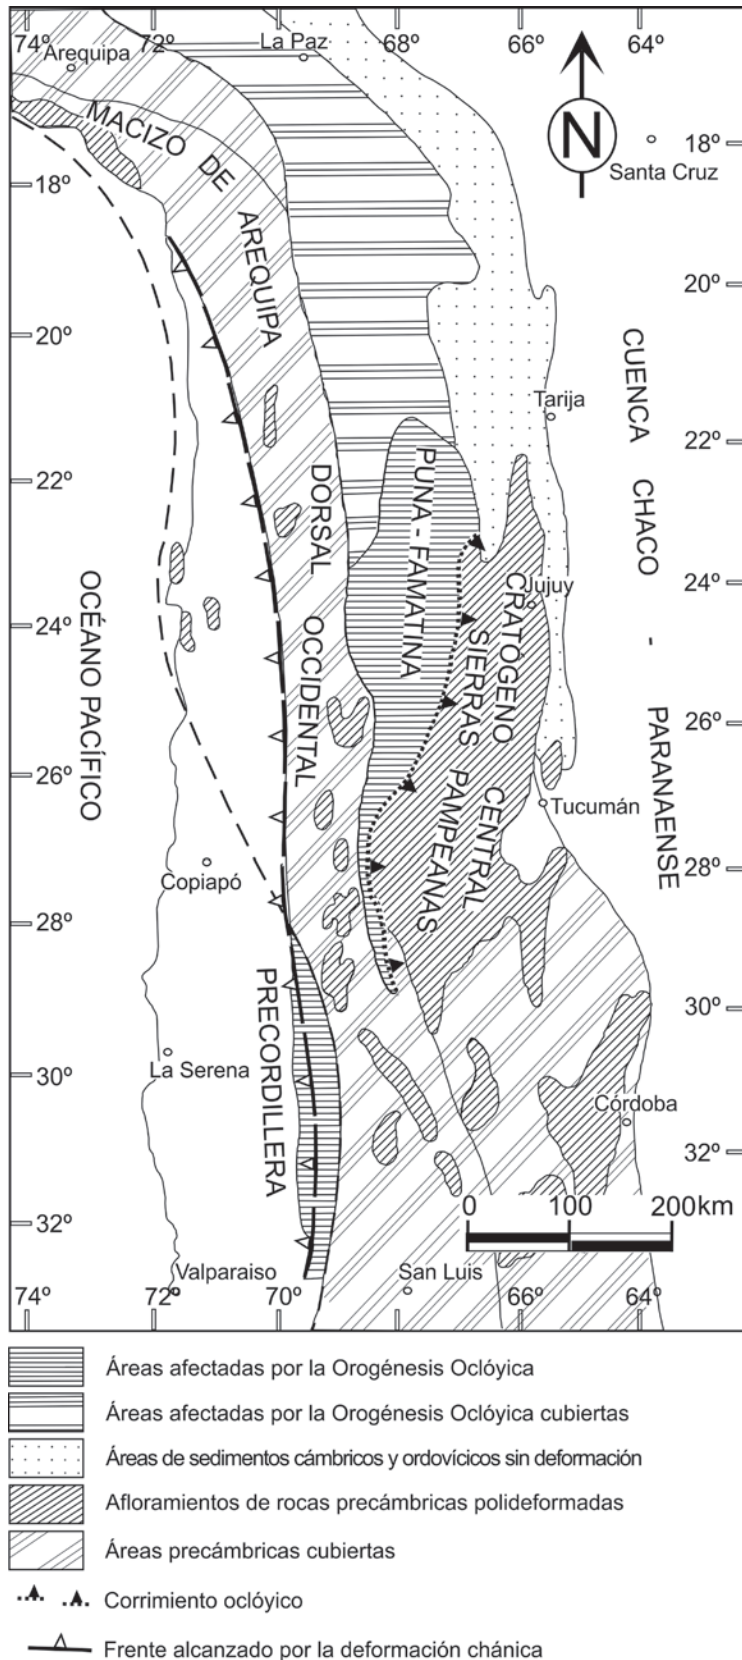 74º 72º 68º 66º 64º
Arequipa
La Paz
N
Santa Cruz
18º
18º
MACIZO DE AREQUIPA
20º
20º
Tarija
22º
22º
CUENCA CHACO - PARANAENSE
PUNA - FAMATINA
DORSAL OCCIDENTAL
OCÉANO PACÍFICO
24º
24º
Jujuy
CRATÓGENO CENTRAL
SIERRAS PAMPEANAS
26º
26º
Tucumán
Copiapó
28º
28º
PRECORDILLERA
30º
30º
La Serena
Córdoba
32º
32º
0 100 200km
Valparaiso
San Luis
74º 72º 70º 66º 64º
Áreas afectadas por la Orogénesis Oclóyica
Áreas afectadas por la Orogénesis Oclóyica cubiertas
Áreas de sedimentos cámbricos y ordovícicos sin deformación
Afloramientos de rocas precámbricas polideformadas
Áreas precámbricas cubiertas
Corrimiento oclóyico
Frente alcanzado por la deformación chánica